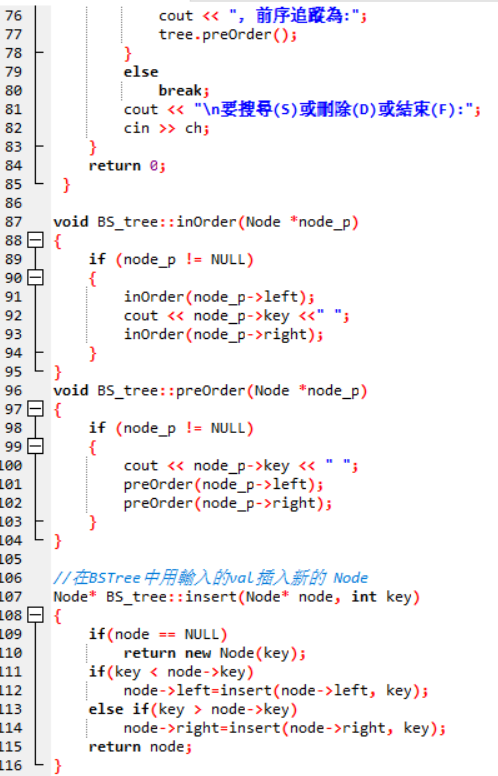 76 cout << ", 前序追蹤為:";
77 tree.preOrder();
78 }
79 else
80 break;
81 cout << "\n要搜尋(S)或刪除(D)或結束(F):";
82 cin >> ch;
83 }
84 return 0;
85 }
86
87 void BS_tree::inOrder(Node *node_p)
88 {
89 if (node_p != NULL)
90 {
91 inOrder(node_p->left);
92 cout << node_p->key <<" ";
93 inOrder(node_p->right);
94 }
95 }
96 void BS_tree::preOrder(Node *node_p)
97 {
98 if (node_p != NULL)
99 {
100 cout << node_p->key << " ";
101 preOrder(node_p->left);
102 preOrder(node_p->right);
103 }
104 }
105
106 //在BSTree中用輸入的val插入新的 Node
107 Node* BS_tree::insert(Node* node, int key)
108 {
109 if(node == NULL)
110 return new Node(key);
111 if(key < node->key)
112 node->left=insert(node->left, key);
113 else if(key > node->key)
114 node->right=insert(node->right, key);
115 return node;
116 }